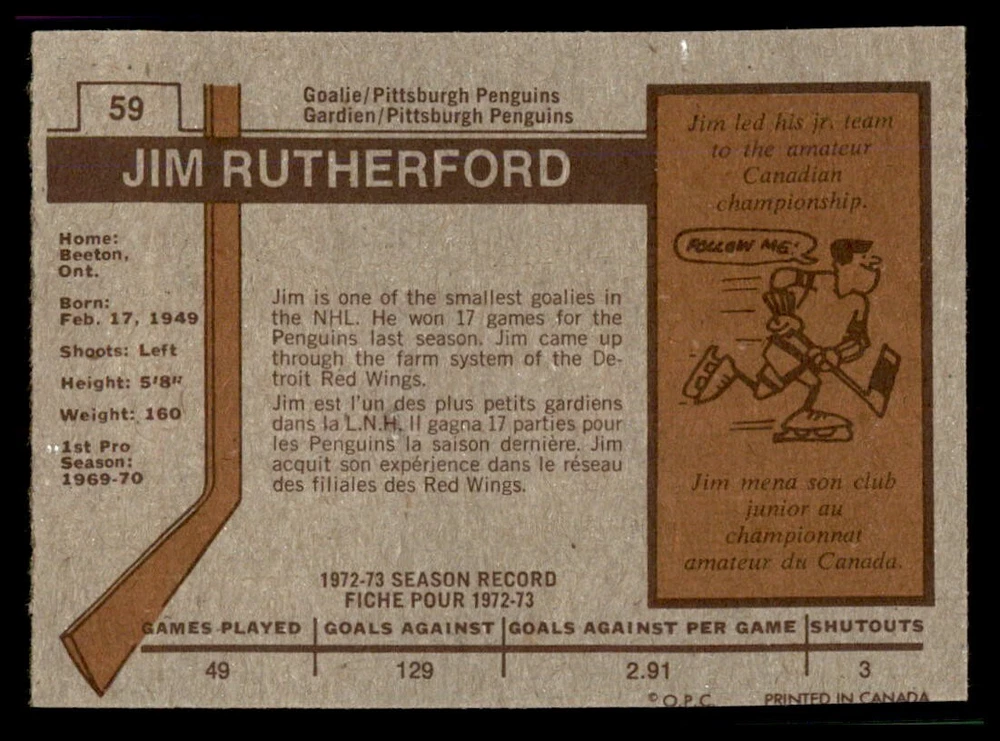 59
Goalie/Pittsburgh Penguins
Gardien/Pittsburgh Penguins
JIM RUTHERFORD
Home:
Beeton,
Ont.
Born:
Feb. 17, 1949
Shoots: Left
Height: 5'8"
Weight: 160
1st Pro
Season:
1969-70
Jim is one of the smallest goalies in
the NHL. He won 17 games for the
Penguins last season. Jim came up
through the farm system of the De-
troit Red Wings.
Jim est l'un des plus petits gardiens
dans la L.N.H. Il gagna 17 parties pour
les Penguins la saison dernière. Jim
acquit son expérience dans le réseau
des filiales des Red Wings.
Jim led his jr. team
to the amateur
Canadian
championship.
FOLLOW ME!
Jim mena son club
junior au
championnat
amateur du Canada.
1972-73 SEASON RECORD
FICHE POUR 1972-73
GAMES PLAYED GOALS AGAINST GOALS AGAINST PER GAME SHUTOUTS
49 129 2.91 3
© O.P.C. PRINTED IN CANADA